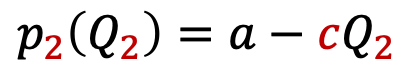 p₂(Q₂) = a − cQ₂